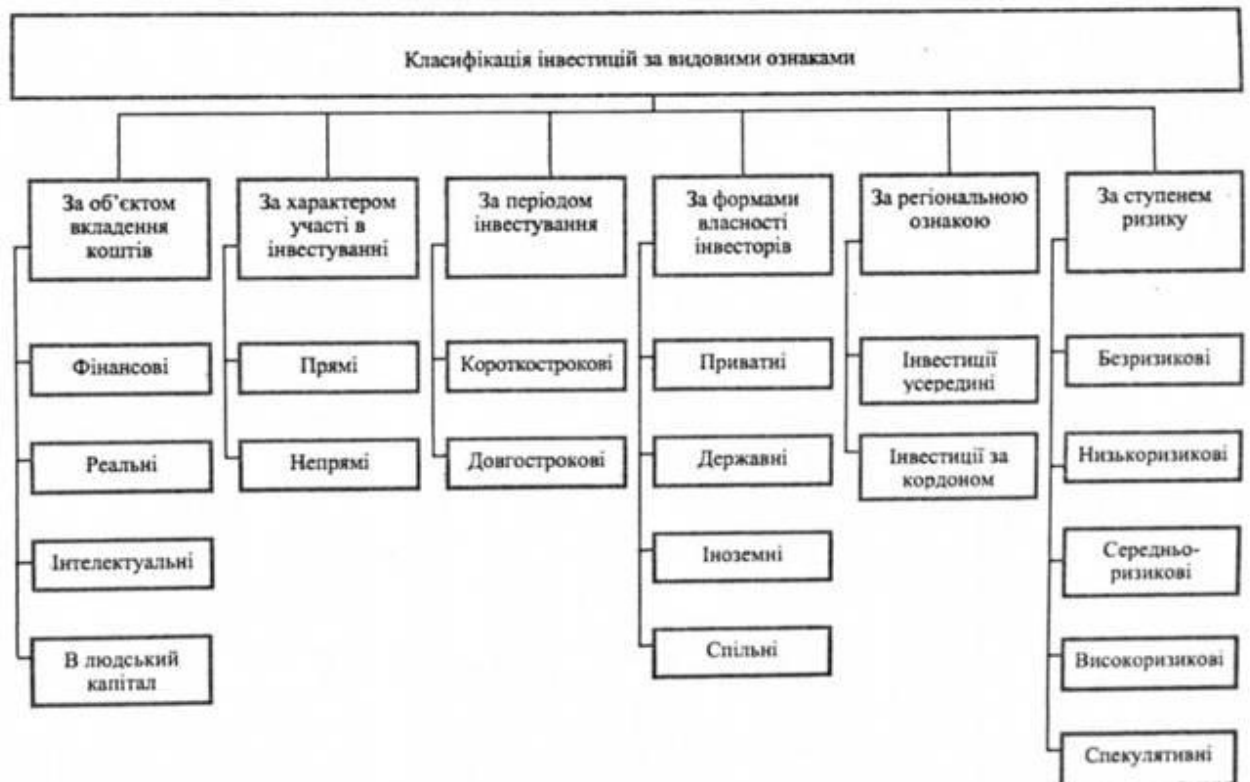 Класифікація інвестицій за видовими ознаками
За об’єктом
вкладення
коштів
За характером
участі в
інвестуванні
За періодом
інвестування
За формами
власності
інвесторів
За регіональною
ознакою
За ступенем
ризику
Фінансові
Реальні
Інтелектуальні
В людський
капітал
Прямі
Непрямі
Короткострокові
Довгострокові
Приватні
Державні
Іноземні
Спільні
Інвестиції
усередині
Інвестиції за
кордоном
Безризикові
Низькоризикові
Середньо-
ризикові
Високоризикові
Спекулятивні